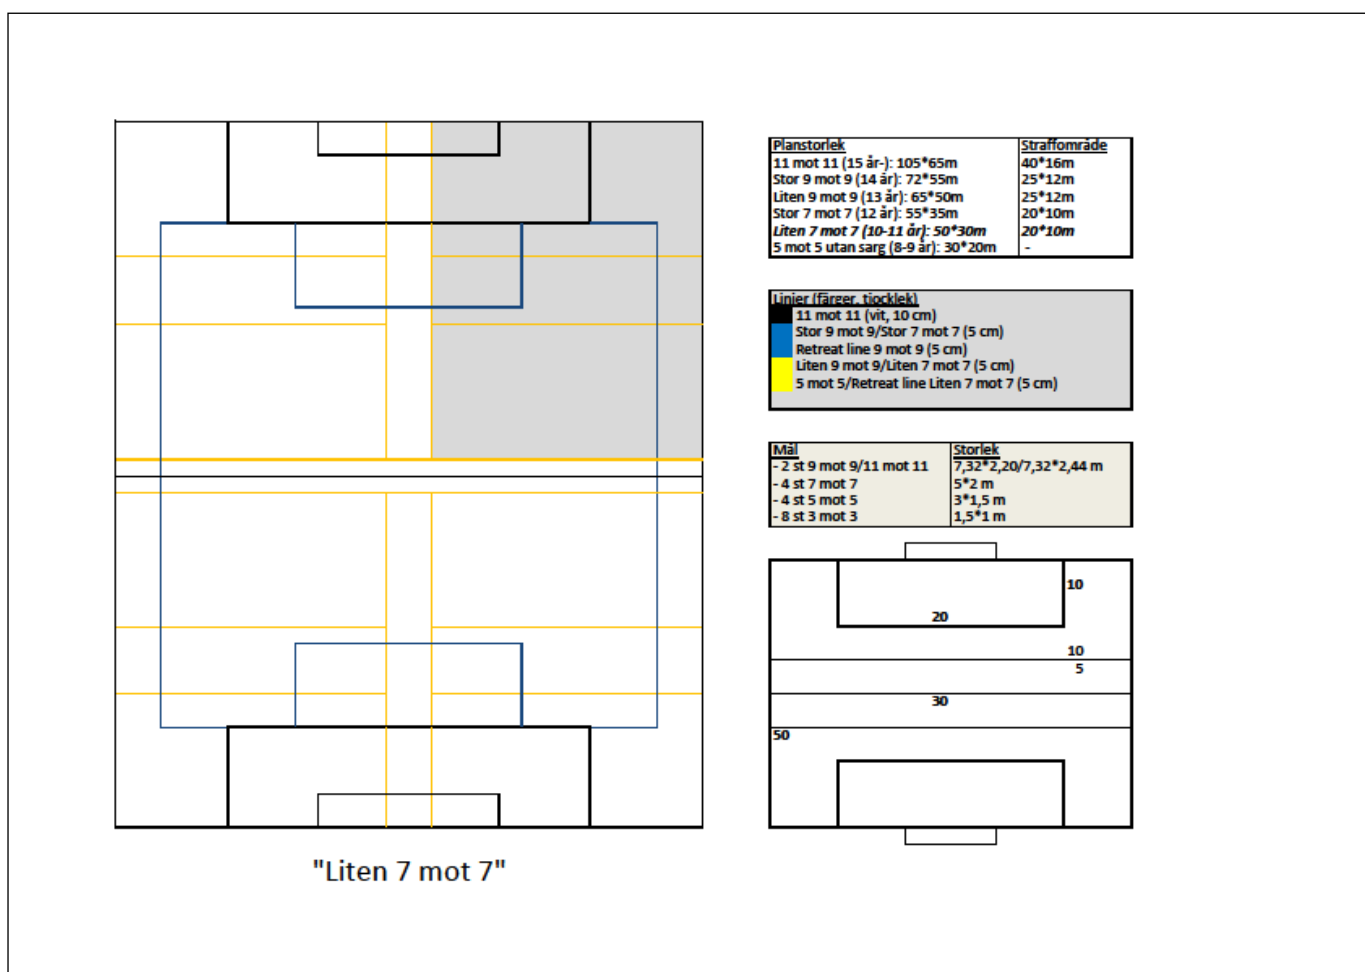 Planstorlek Straffområde
11 mot 11 (15 år-): 105*65m 40*16m
Stor 9 mot 9 (14 år): 72*55m 25*12m
Liten 9 mot 9 (13 år): 65*50m 25*12m
Stor 7 mot 7 (12 år): 55*35m 20*10m
Liten 7 mot 7 (10-11 år): 50*30m 20*10m
5 mot 5 utan sarg (8-9 år): 30*20m -
Linjer (färger, tjocklek)
11 mot 11 (vit, 10 cm)
Stor 9 mot 9/Stor 7 mot 7 (5 cm)
Retreat line 9 mot 9 (5 cm)
Liten 9 mot 9/Liten 7 mot 7 (5 cm)
5 mot 5/Retreat line Liten 7 mot 7 (5 cm)
Mål Storlek
- 2 st 9 mot 9/11 mot 11 7,32*2,20/7,32*2,44 m
- 4 st 7 mot 7 5*2 m
- 4 st 5 mot 5 3*1,5 m
- 8 st 3 mot 3 1,5*1 m
10
20
10
5
30
50
"Liten 7 mot 7"